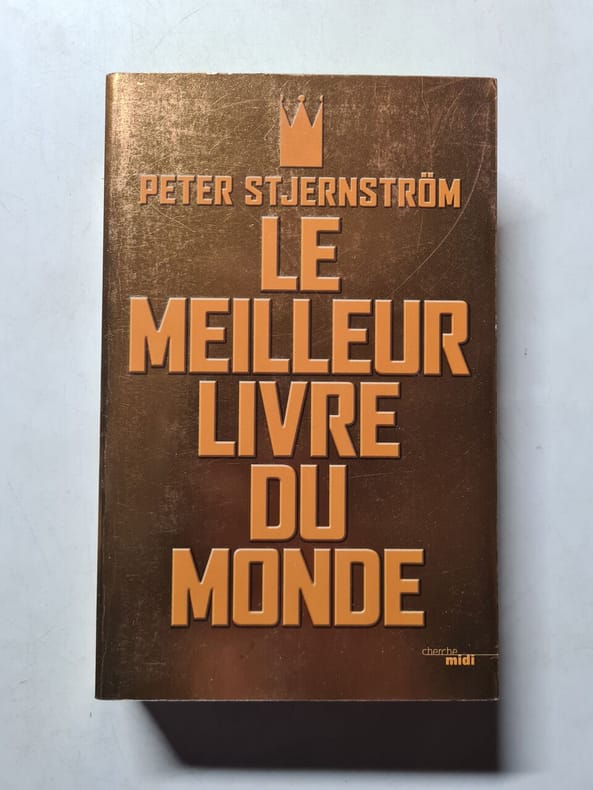 PETER STJERNSTRÖM
LE
MEILLEUR
LIVRE
DU
MONDE
cherche
midi